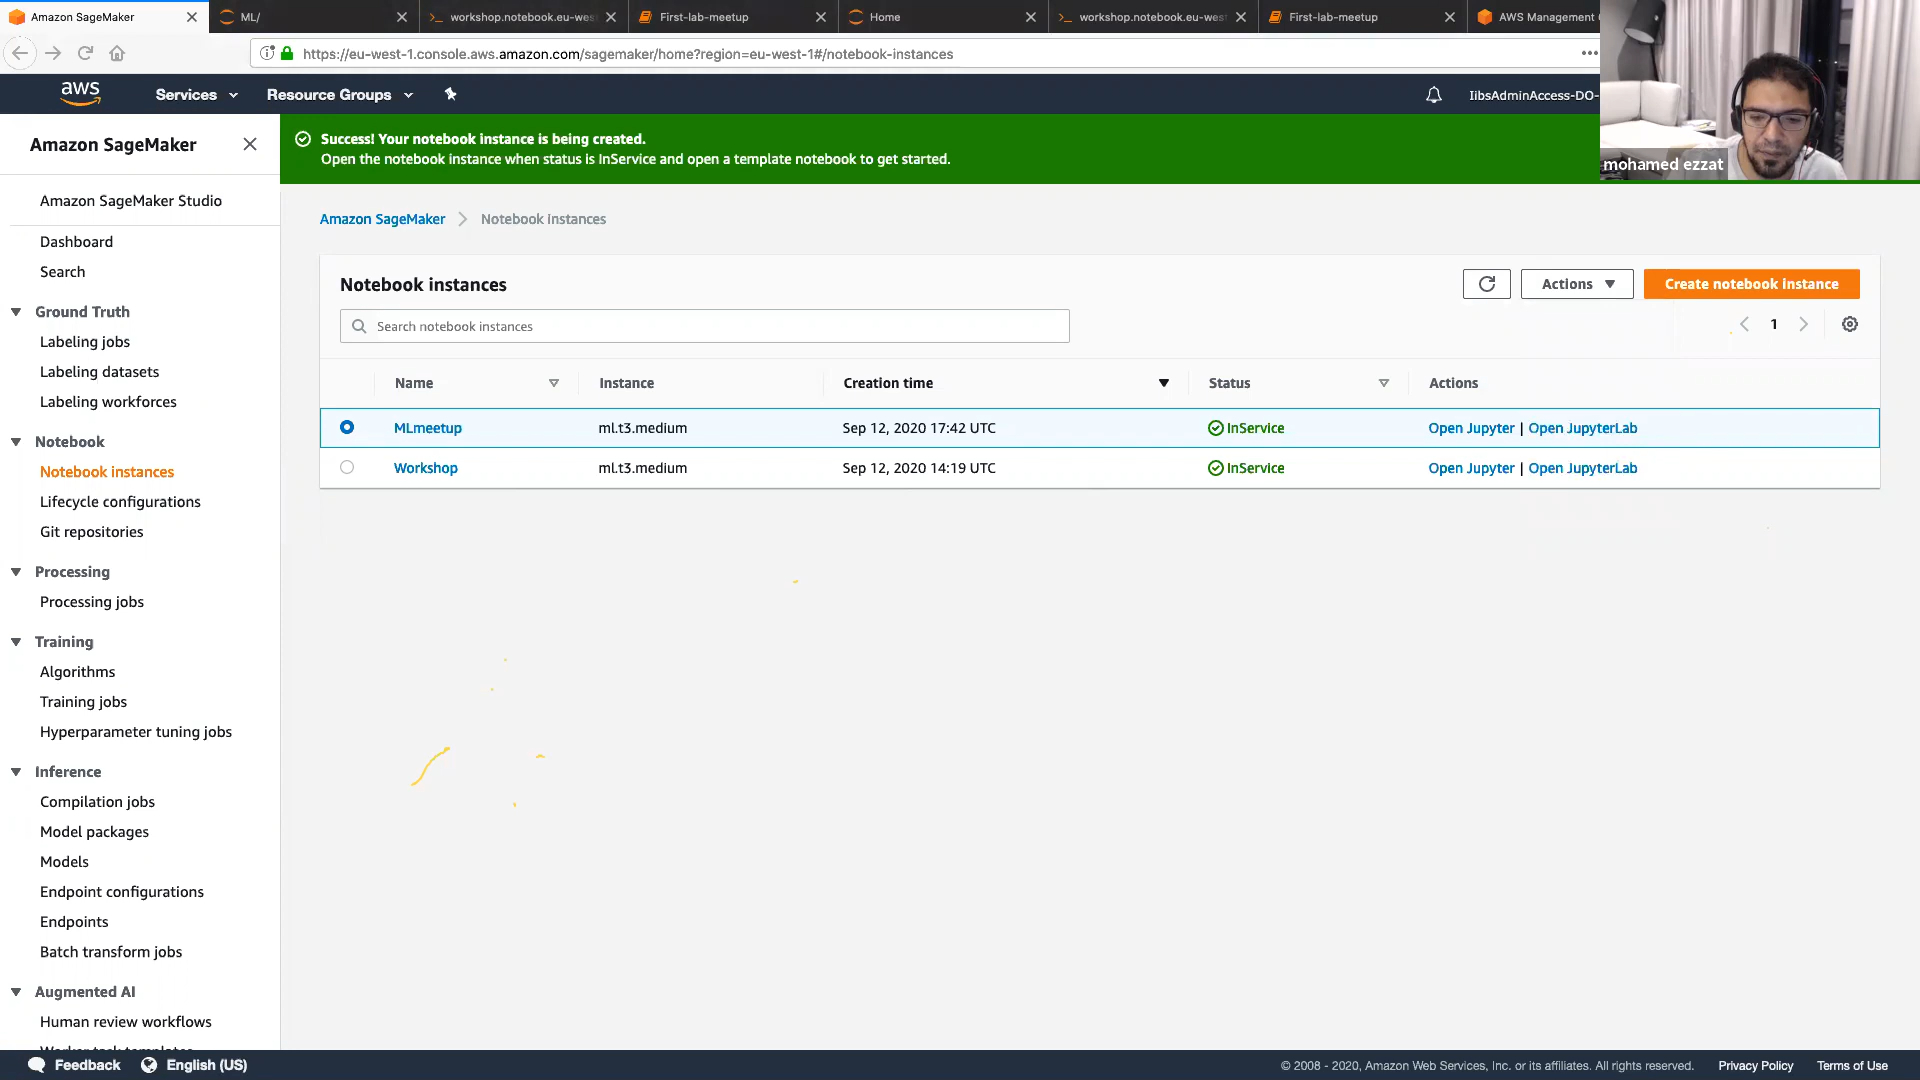 Amazon SageMaker
ML/
workshop.notebook.eu-wes
First-lab-meetup
Home
workshop.notebook.eu-west
First-lab-meetup
AWS Management
https://eu-west-1.console.aws.amazon.com/sagemaker/home?region=eu-west-1#/notebook-instances
aws
Services
Resource Groups
IibsAdminAccess-DO-
mohamed ezzat
Amazon SageMaker
Success! Your notebook instance is being created.
Open the notebook instance when status is InService and open a template notebook to get started.
Amazon SageMaker Studio
Dashboard
Search
Ground Truth
Labeling jobs
Labeling datasets
Labeling workforces
Notebook
Notebook instances
Lifecycle configurations
Git repositories
Processing
Processing jobs
Training
Algorithms
Training jobs
Hyperparameter tuning jobs
Inference
Compilation jobs
Model packages
Models
Endpoint configurations
Endpoints
Batch transform jobs
Augmented AI
Human review workflows
Amazon SageMaker > Notebook instances
Notebook instances
Actions
Create notebook instance
Search notebook instances
1
Name Instance Creation time Status Actions
MLmeetup ml.t3.medium Sep 12, 2020 17:42 UTC InService Open Jupyter | Open JupyterLab
Workshop ml.t3.medium Sep 12, 2020 14:19 UTC InService Open Jupyter | Open JupyterLab
Feedback English (US)
© 2008 - 2020, Amazon Web Services, Inc. or its affiliates. All rights reserved. Privacy Policy Terms of Use